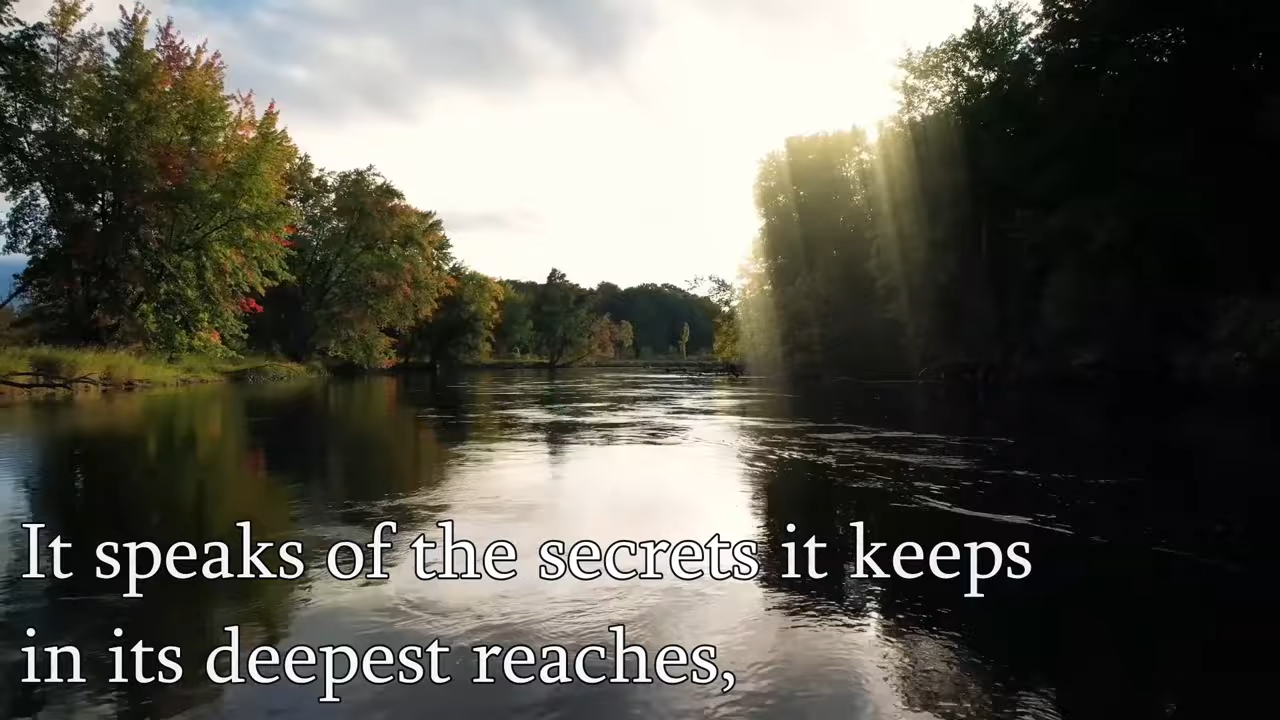 It speaks of the secrets it keeps
in its deepest reaches,